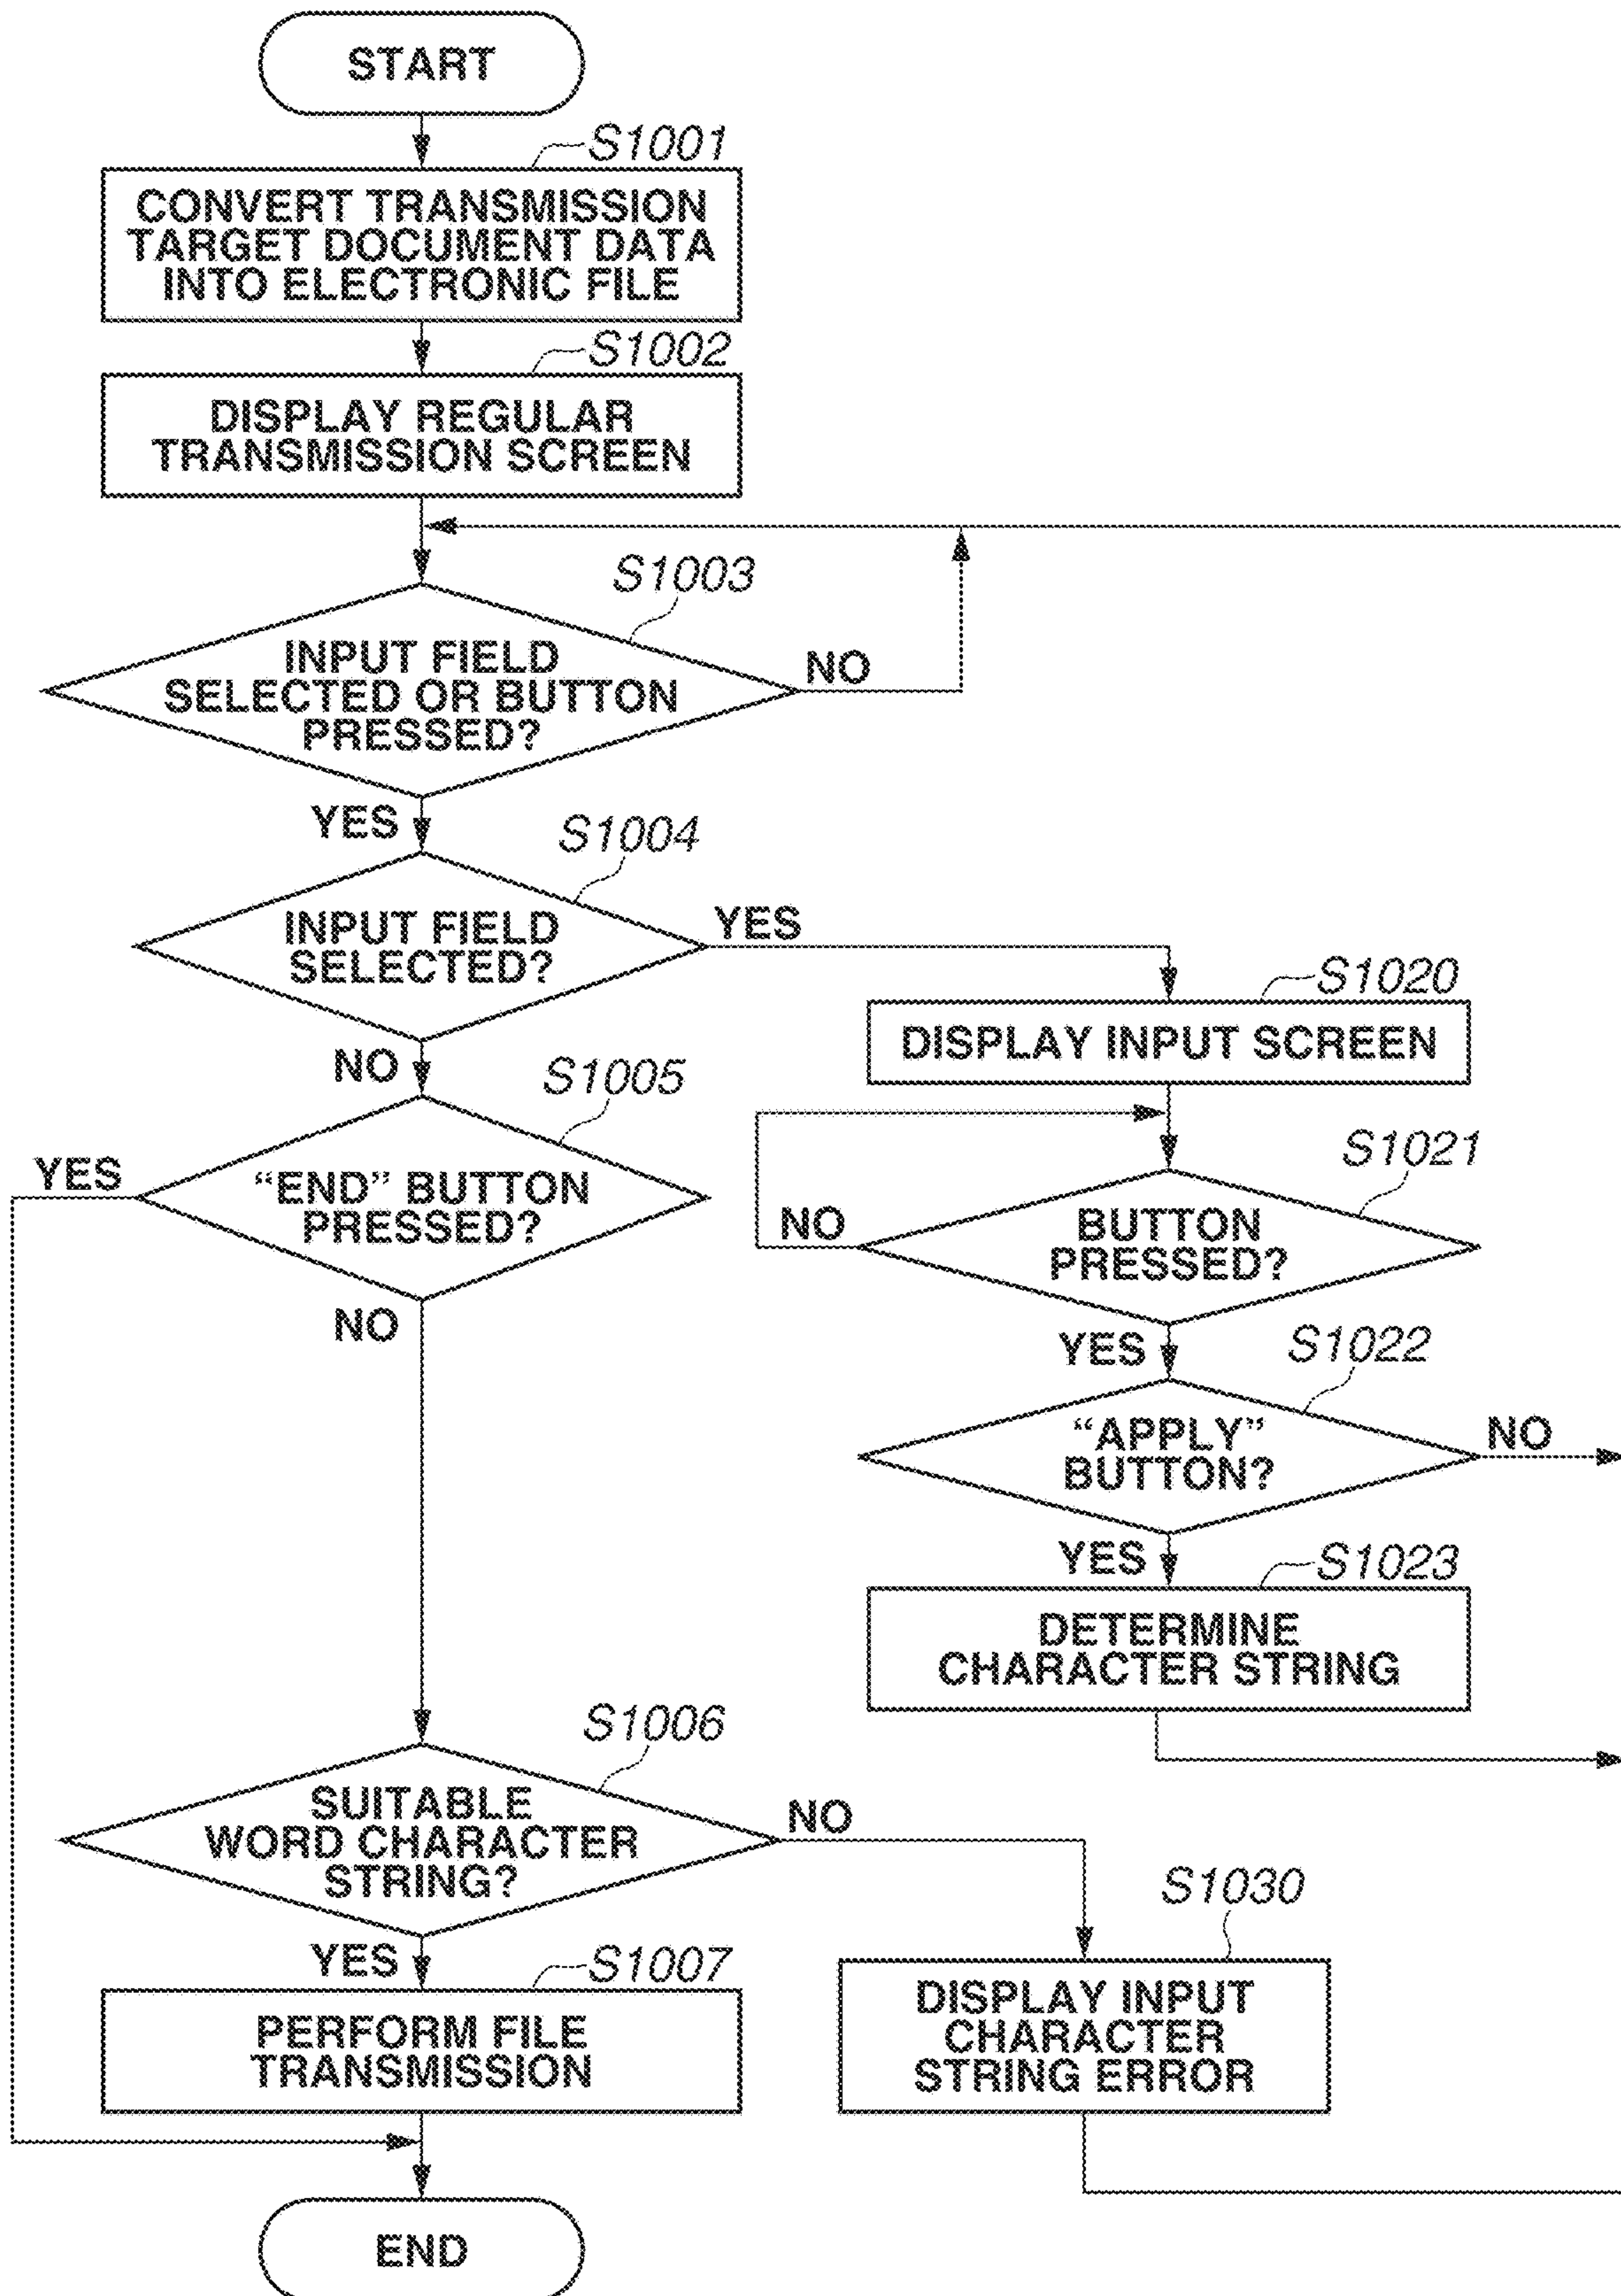 START
S1001
CONVERT TRANSMISSION
TARGET DOCUMENT DATA
INTO ELECTRONIC FILE
S1002
DISPLAY REGULAR
TRANSMISSION SCREEN
S1003
INPUT FIELD
SELECTED OR BUTTON
PRESSED?
NO
YES
S1004
INPUT FIELD
SELECTED?
YES
NO
S1005
“END” BUTTON
PRESSED?
YES
NO
S1020
DISPLAY INPUT SCREEN
S1021
BUTTON
PRESSED?
NO
YES
S1022
“APPLY”
BUTTON?
NO
YES
S1023
DETERMINE
CHARACTER STRING
S1006
SUITABLE
WORD CHARACTER
STRING?
NO
YES
S1007
PERFORM FILE
TRANSMISSION
S1030
DISPLAY INPUT
CHARACTER
STRING ERROR
END